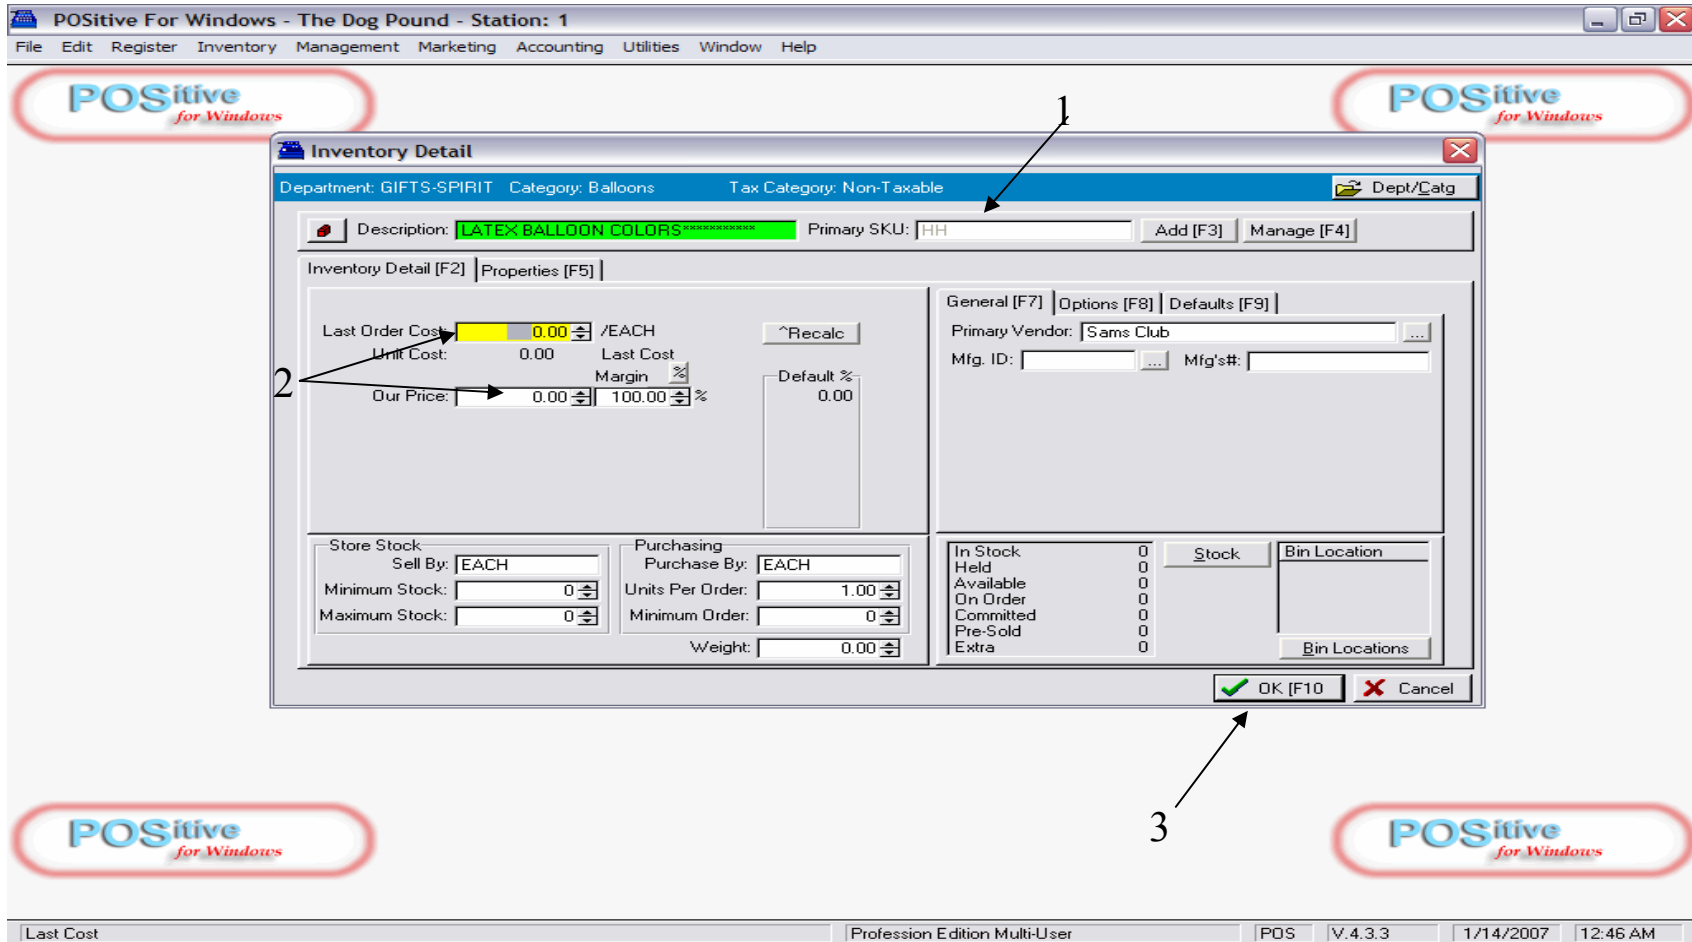 POSitive For Windows - The Dog Pound - Station: 1
File Edit Register Inventory Management Marketing Accounting Utilities Window Help
POSitive for Windows
POSitive for Windows
1
Inventory Detail
Department: GIFTS-SPIRIT Category: Balloons Tax Category: Non-Taxable Dept/Catg
Description: LATEX BALLOON COLORS*********** Primary SKU: HH Add [F3] Manage [F4]
Inventory Detail [F2] Properties [F5]
General [F7] Options [F8] Defaults [F9]
Last Order Cost: 0.00 /EACH ^Recalc
Primary Vendor: Sams Club ...
Unit Cost: 0.00 Last Cost
Mfg. ID: ... Mfg's#:
2
Margin % Default %
Our Price: 0.00 100.00 % 0.00
Store Stock
Sell By: EACH
Minimum Stock: 0
Maximum Stock: 0
Purchasing
Purchase By: EACH
Units Per Order: 1.00
Minimum Order: 0
Weight: 0.00
In Stock 0
Held 0
Available 0
On Order 0
Committed 0
Pre-Sold 0
Extra 0
Stock
Bin Location
Bin Locations
OK [F10 Cancel
3
POSitive for Windows
POSitive for Windows
Last Cost Profession Edition Multi-User POS V.4.3.3 1/14/2007 12:46 AM